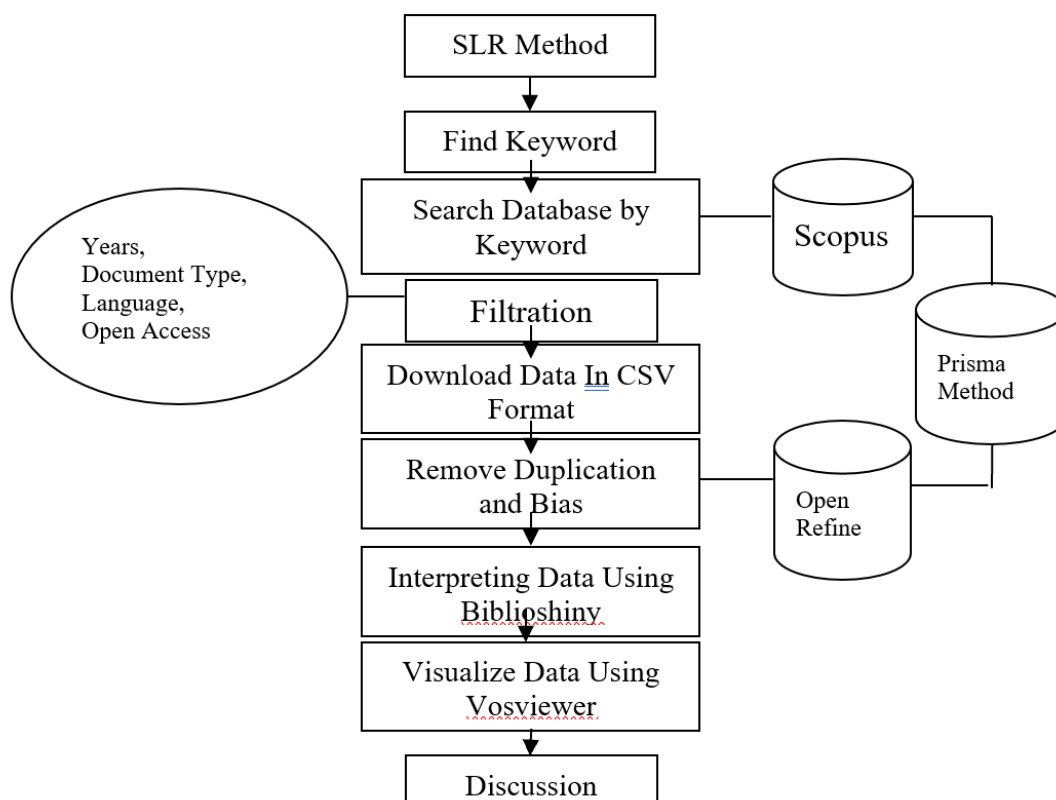 SLR Method
Find Keyword
Search Database by
Keyword
Scopus
Years,
Document Type,
Language,
Open Access
Filtration
Prisma
Method
Download Data In CSV
Format
Remove Duplication
and Bias
Open
Refine
Interpreting Data Using
Biblioshiny
Visualize Data Using
Vosviewer
Discussion